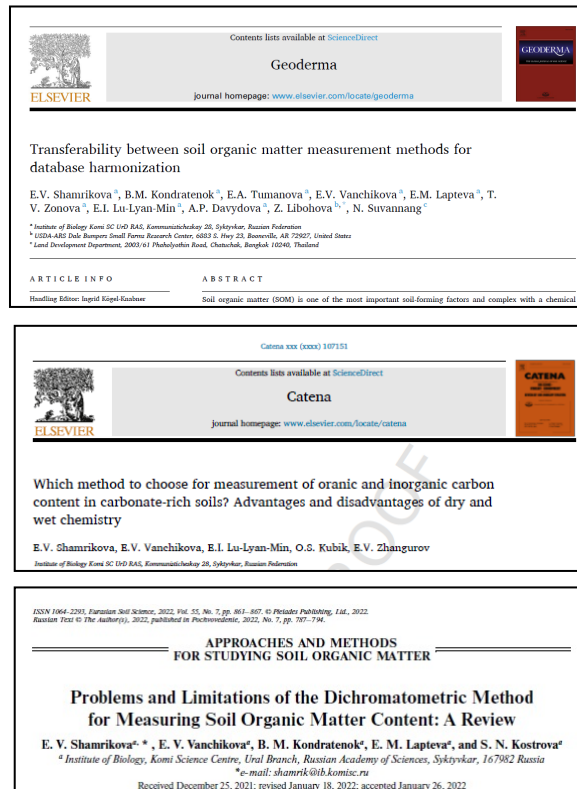 Contents lists available at ScienceDirect
Geoderma
journal homepage: www.elsevier.com/locate/geoderma
ELSEVIER
GEODERMA
Transferability between soil organic matter measurement methods for
database harmonization
E.V. Shamrikova a, B.M. Kondratenok a, E.A. Tumanova a, E.V. Vanchikova a, E.M. Lapteva a, T.
V. Zonova a, E.I. Lu-Lyan-Min a, A.P. Davydova a, Z. Libohova b,*, N. Suvannang c
a Institute of Biology Komi SC UrD RAS, Kommunisticheskay 28, Syktyvkar, Russian Federation
b USDA-ARS Dale Bumpers Small Farms Research Center, 6883 S. Hwy 23, Booneville, AR 72927, United States
c Land Development Department, 2003/61 Phaholyothin Road, Chatuchak, Bangkok 10240, Thailand
ARTICLE INFO
ABSTRACT
Handling Editor: Ingrid Kögel-Knabner
Soil organic matter (SOM) is one of the most important soil-forming factors and complex with a chemical
Catena xxx (xxxx) 107151
Contents lists available at ScienceDirect
Catena
journal homepage: www.elsevier.com/locate/catena
ELSEVIER
CATENA
Which method to choose for measurement of oranic and inorganic carbon
content in carbonate-rich soils? Advantages and disadvantages of dry and
wet chemistry
E.V. Shamrikova, E.V. Vanchikova, E.I. Lu-Lyan-Min, O.S. Kubik, E.V. Zhangurov
Institute of Biology Komi SC UrD RAS, Kommunisticheskay 28, Syktyvkar, Russian Federation
ISSN 1064-2293, Eurasian Soil Science, 2022, Vol. 55, No. 7, pp. 861–867. © Pleiades Publishing, Ltd., 2022.
Russian Text © The Author(s), 2022, published in Pochvovedenie, 2022, No. 7, pp. 787–794.
APPROACHES AND METHODS
FOR STUDYING SOIL ORGANIC MATTER
Problems and Limitations of the Dichromatometric Method
for Measuring Soil Organic Matter Content: A Review
E. V. Shamrikova a, *, E. V. Vanchikova a, B. M. Kondratenok a, E. M. Lapteva a, and S. N. Kostrova a
a Institute of Biology, Komi Science Centre, Ural Branch, Russian Academy of Sciences, Syktyvkar, 167982 Russia
*e-mail: shamrik@ib.komisc.ru
Received December 25, 2021; revised January 18, 2022; accepted January 26, 2022